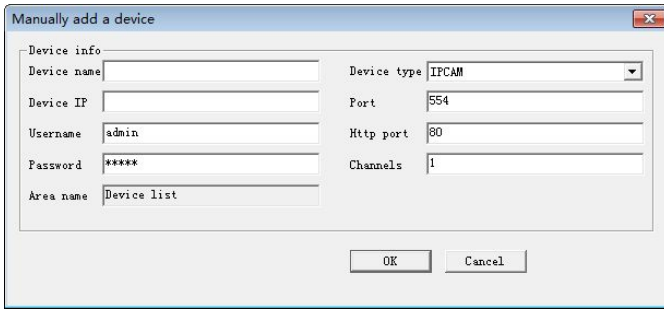 Manually add a device
Device info
Device name Device type IPCAM
Device IP Port 554
Username admin Http port 80
Password ***** Channels 1
Area name Device list
OK Cancel